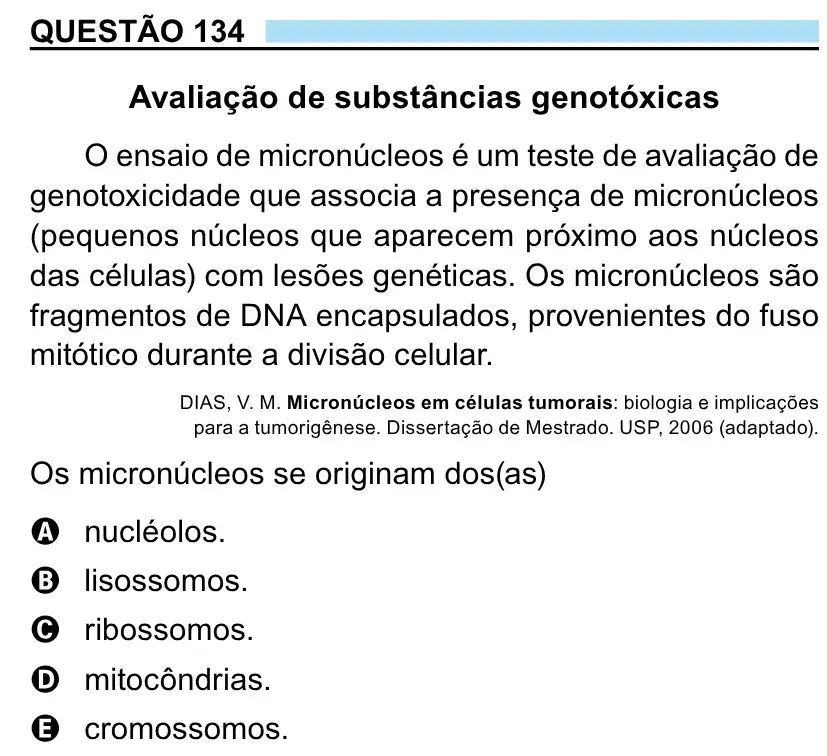 QUESTÃO 134
Avaliação de substâncias genotóxicas
O ensaio de micronúcleos é um teste de avaliação de
genotoxicidade que associa a presença de micronúcleos
(pequenos núcleos que aparecem próximo aos núcleos
das células) com lesões genéticas. Os micronúcleos são
fragmentos de DNA encapsulados, provenientes do fuso
mitótico durante a divisão celular.
DIAS, V. M. Micronúcleos em células tumorais: biologia e implicações
para a tumorigênese. Dissertação de Mestrado. USP, 2006 (adaptado).
Os micronúcleos se originam dos(as)
A nucléolos.
B lisossomos.
C ribossomos.
D mitocôndrias.
E cromossomos.